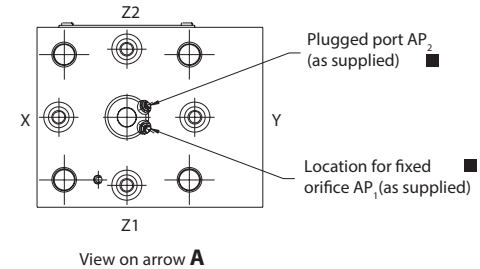 Z2
Plugged port AP₂
(as supplied)
X
Y
Location for fixed
orifice AP₁(as supplied)
Z1
View on arrow A